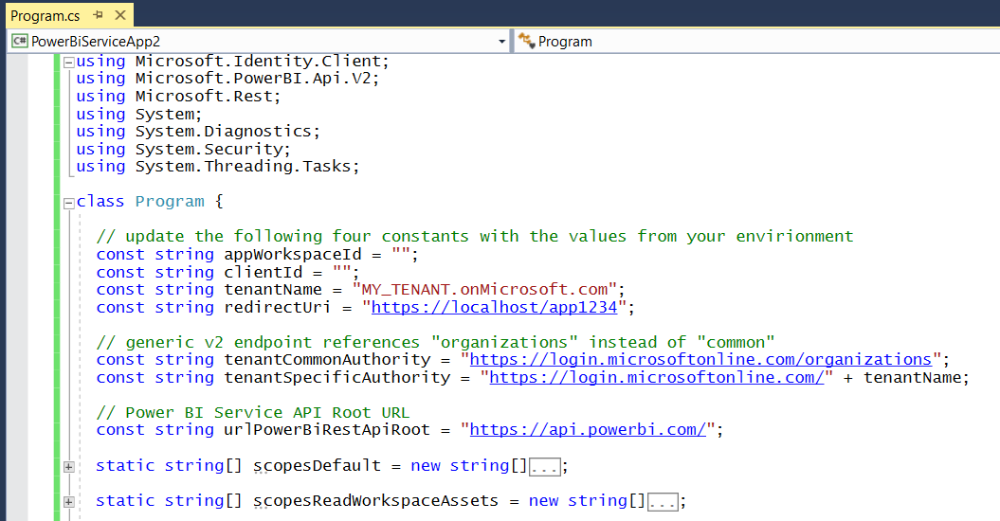 Program.cs
C# PowerBiServiceApp2
Program
using Microsoft.Identity.Client;
using Microsoft.PowerBI.Api.V2;
using Microsoft.Rest;
using System;
using System.Diagnostics;
using System.Security;
using System.Threading.Tasks;
class Program {
// update the following four constants with the values from your envirionment
const string appWorkspaceId = "";
const string clientId = "";
const string tenantName = "MY_TENANT.onMicrosoft.com";
const string redirectUri = "https://localhost/app1234";
// generic v2 endpoint references "organizations" instead of "common"
const string tenantCommonAuthority = "https://login.microsoftonline.com/organizations";
const string tenantSpecificAuthority = "https://login.microsoftonline.com/" + tenantName;
// Power BI Service API Root URL
const string urlPowerBiRestApiRoot = "https://api.powerbi.com/";
static string[] scopesDefault = new string[]...;
static string[] scopesReadWorkspaceAssets = new string[]...;